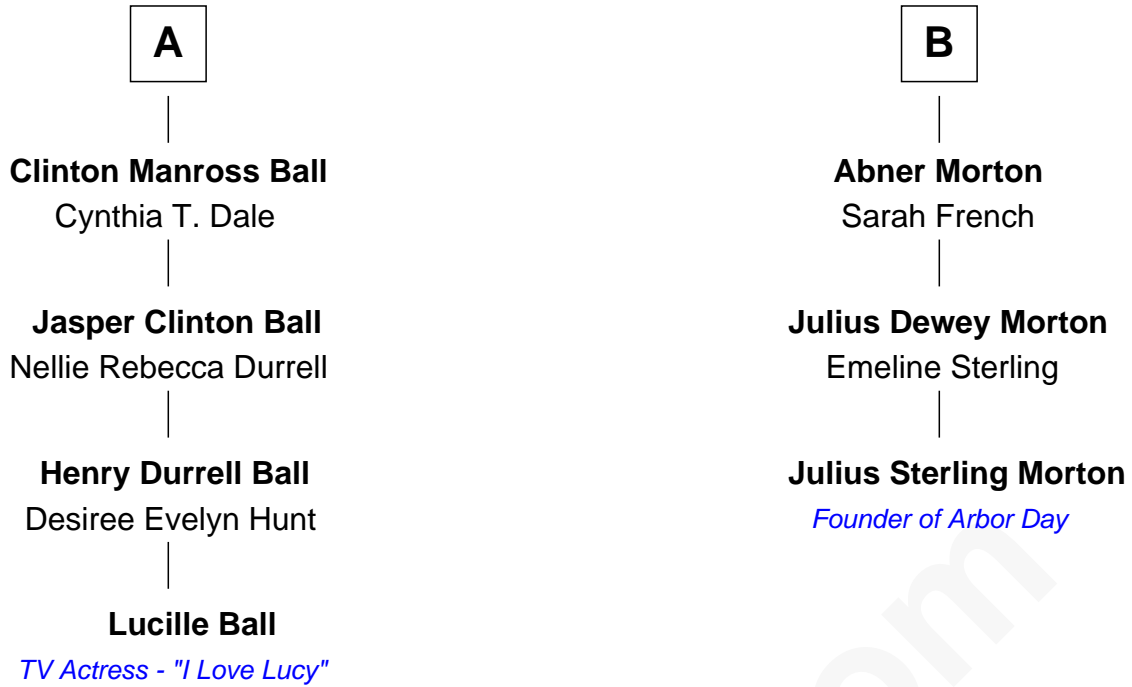 A
Clinton Manross Ball
Cynthia T. Dale
Jasper Clinton Ball
Nellie Rebecca Durrell
Henry Durrell Ball
Desiree Evelyn Hunt
Lucille Ball
TV Actress - "I Love Lucy"
B
Abner Morton
Sarah French
Julius Dewey Morton
Emeline Sterling
Julius Sterling Morton
Founder of Arbor Day
om